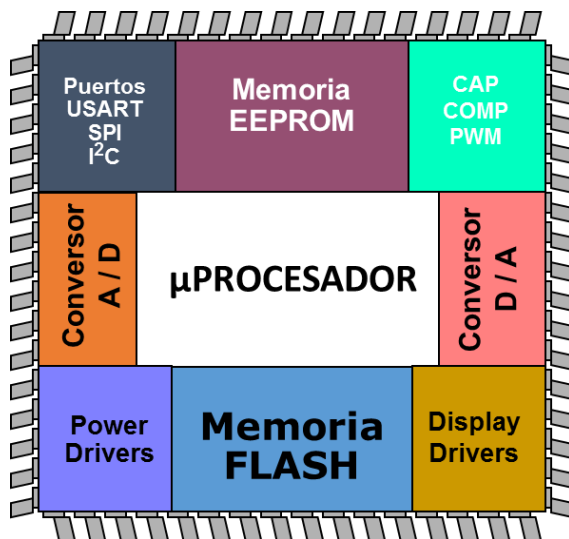 Puertos
USART
SPI
I²C
Memoria
EEPROM
CAP
COMP
PWM
Conversor
A / D
µPROCESADOR
Conversor
D / A
Power
Drivers
Memoria
FLASH
Display
Drivers